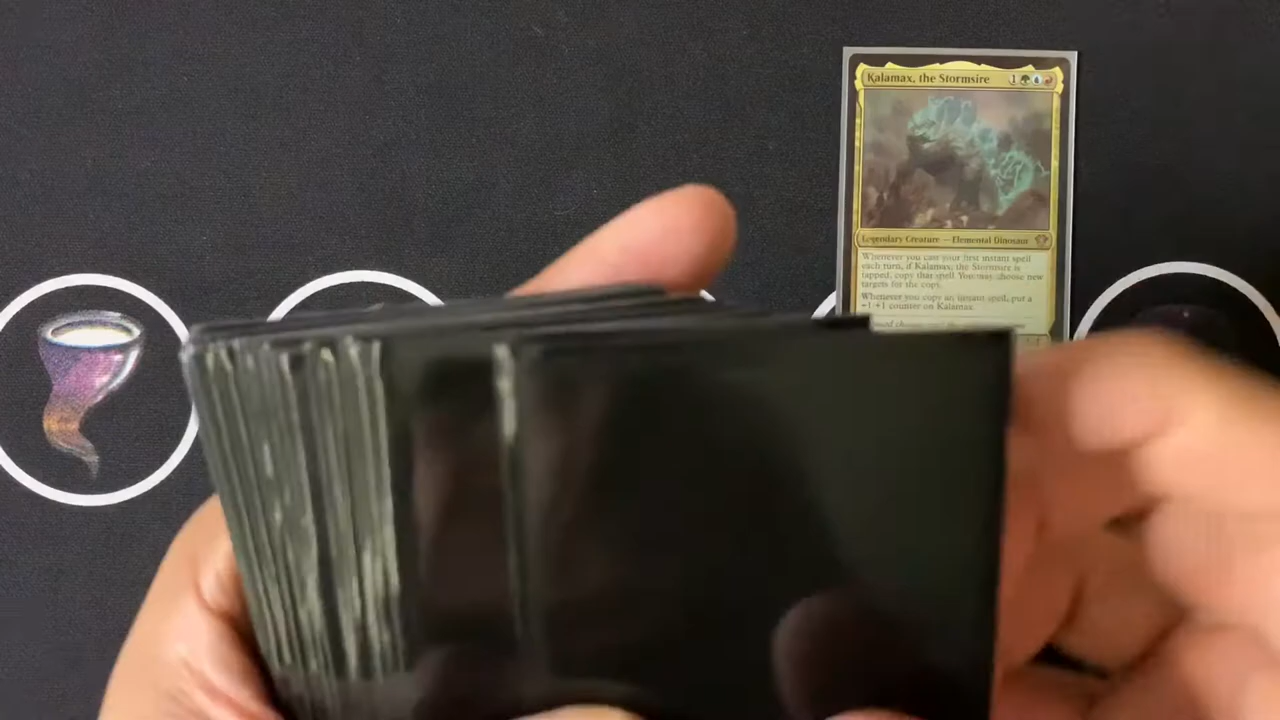 Kalamax, the Stormsire 1
Legendary Creature — Elemental Dinosaur
Whenever you cast your first instant spell
each turn, if Kalamax, the Stormsire is
tapped, copy that spell. You may choose new
targets for the copy.
Whenever you copy an instant spell, put a
+1/+1 counter on Kalamax.